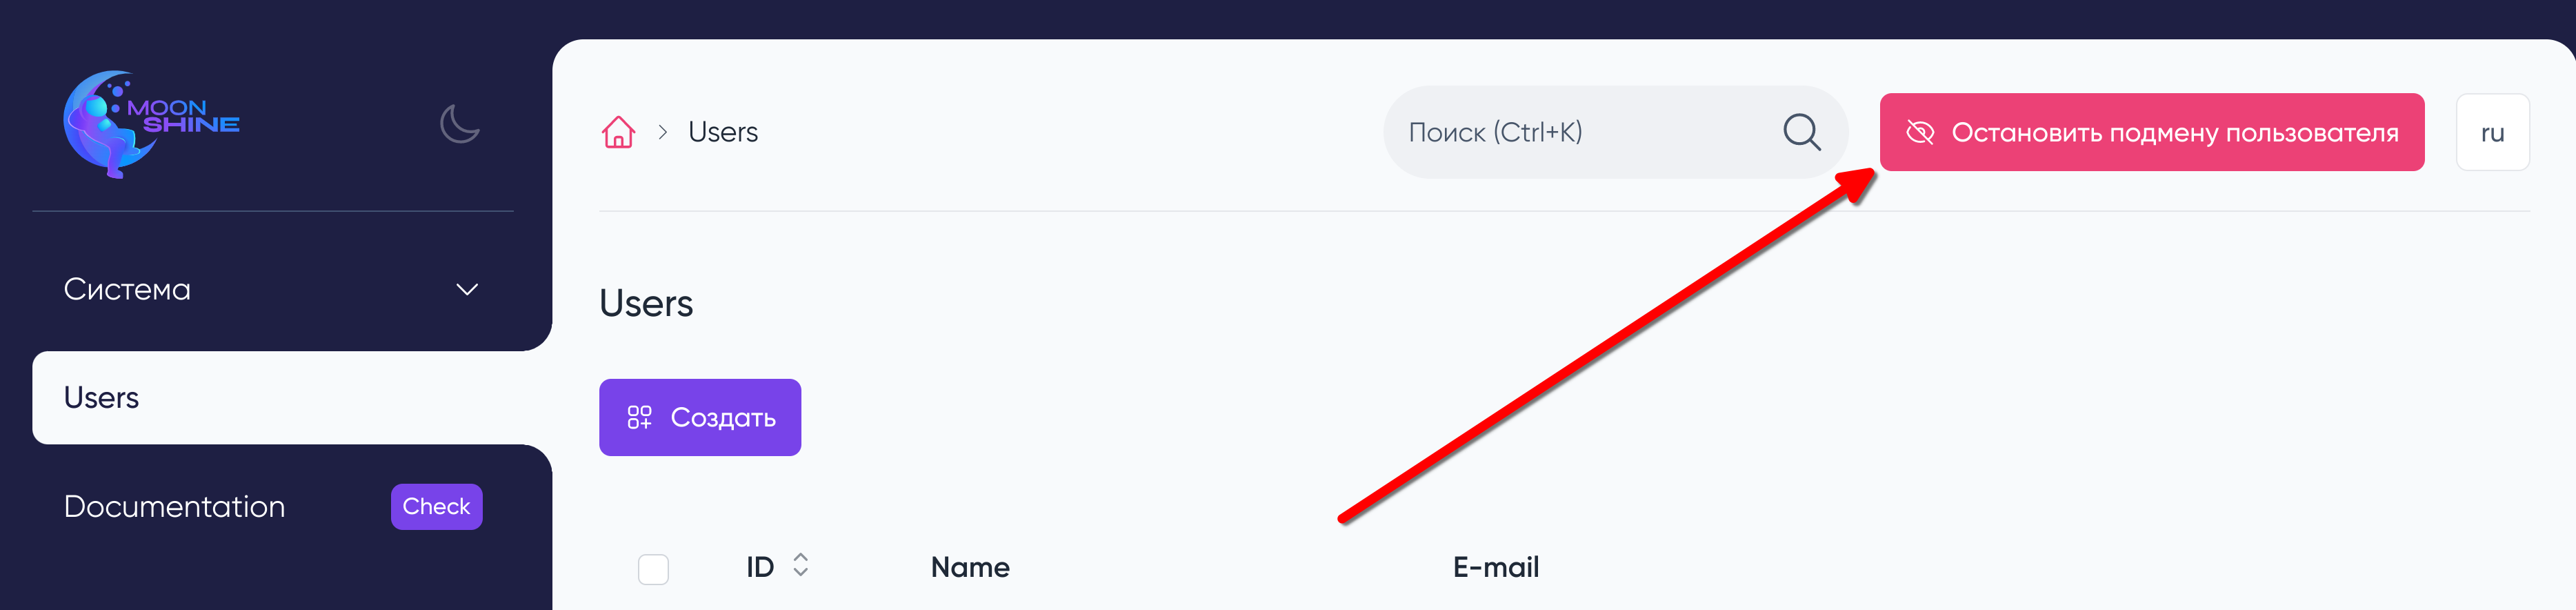 MOON
SHINE
Users
Поиск (Ctrl+K)
Остановить подмену пользователя
ru
Система
Users
Users
Создать
Documentation
Check
ID
Name
E-mail